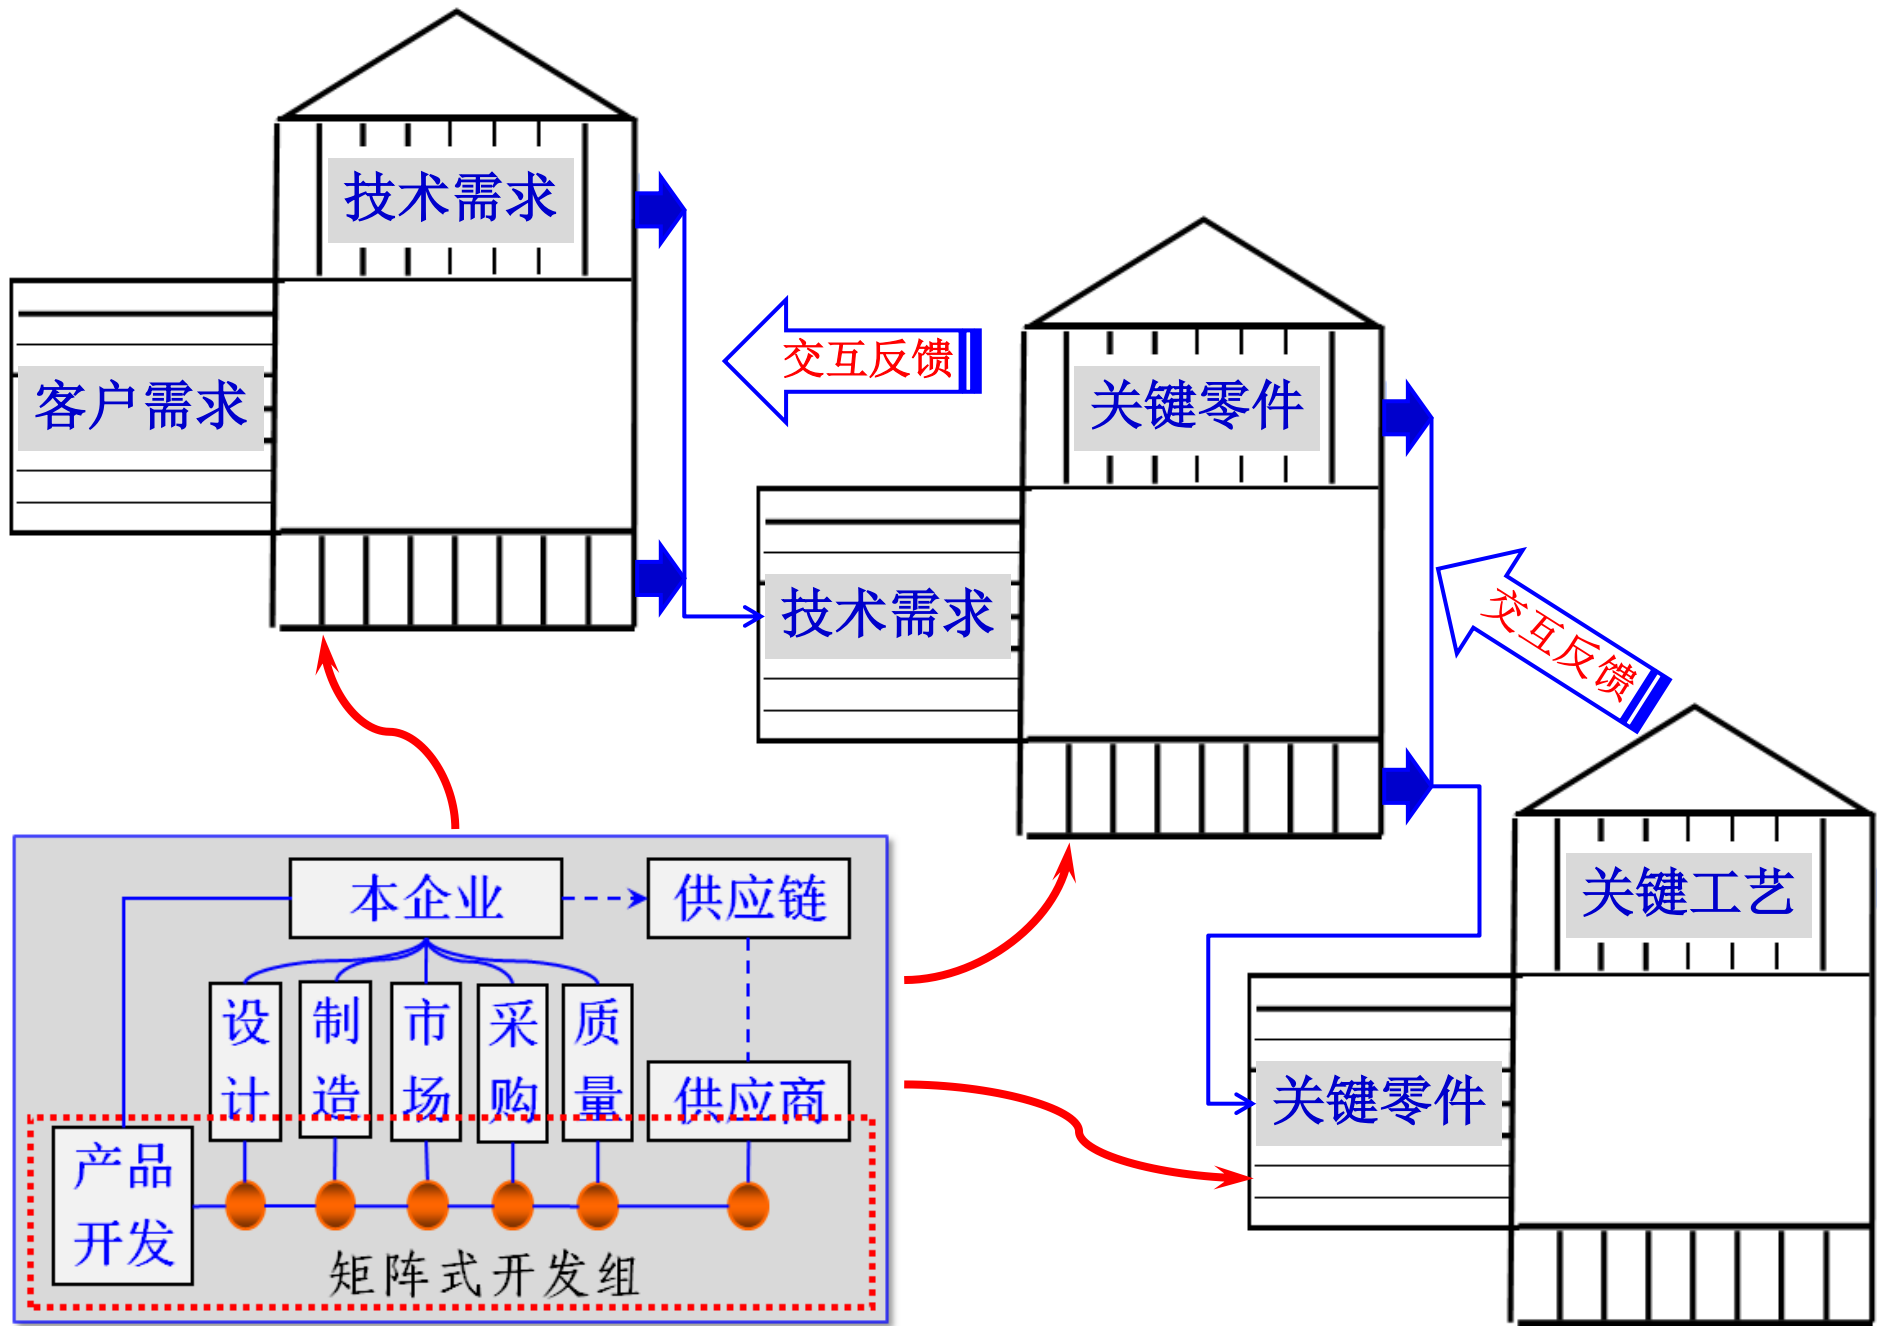 技术需求
客户需求
交互反馈
关键零件
技术需求
交互反馈
关键工艺
关键零件
本企业
供应链
设计
制造
市场
采购
质量
供应商
产品
开发
矩阵式开发组